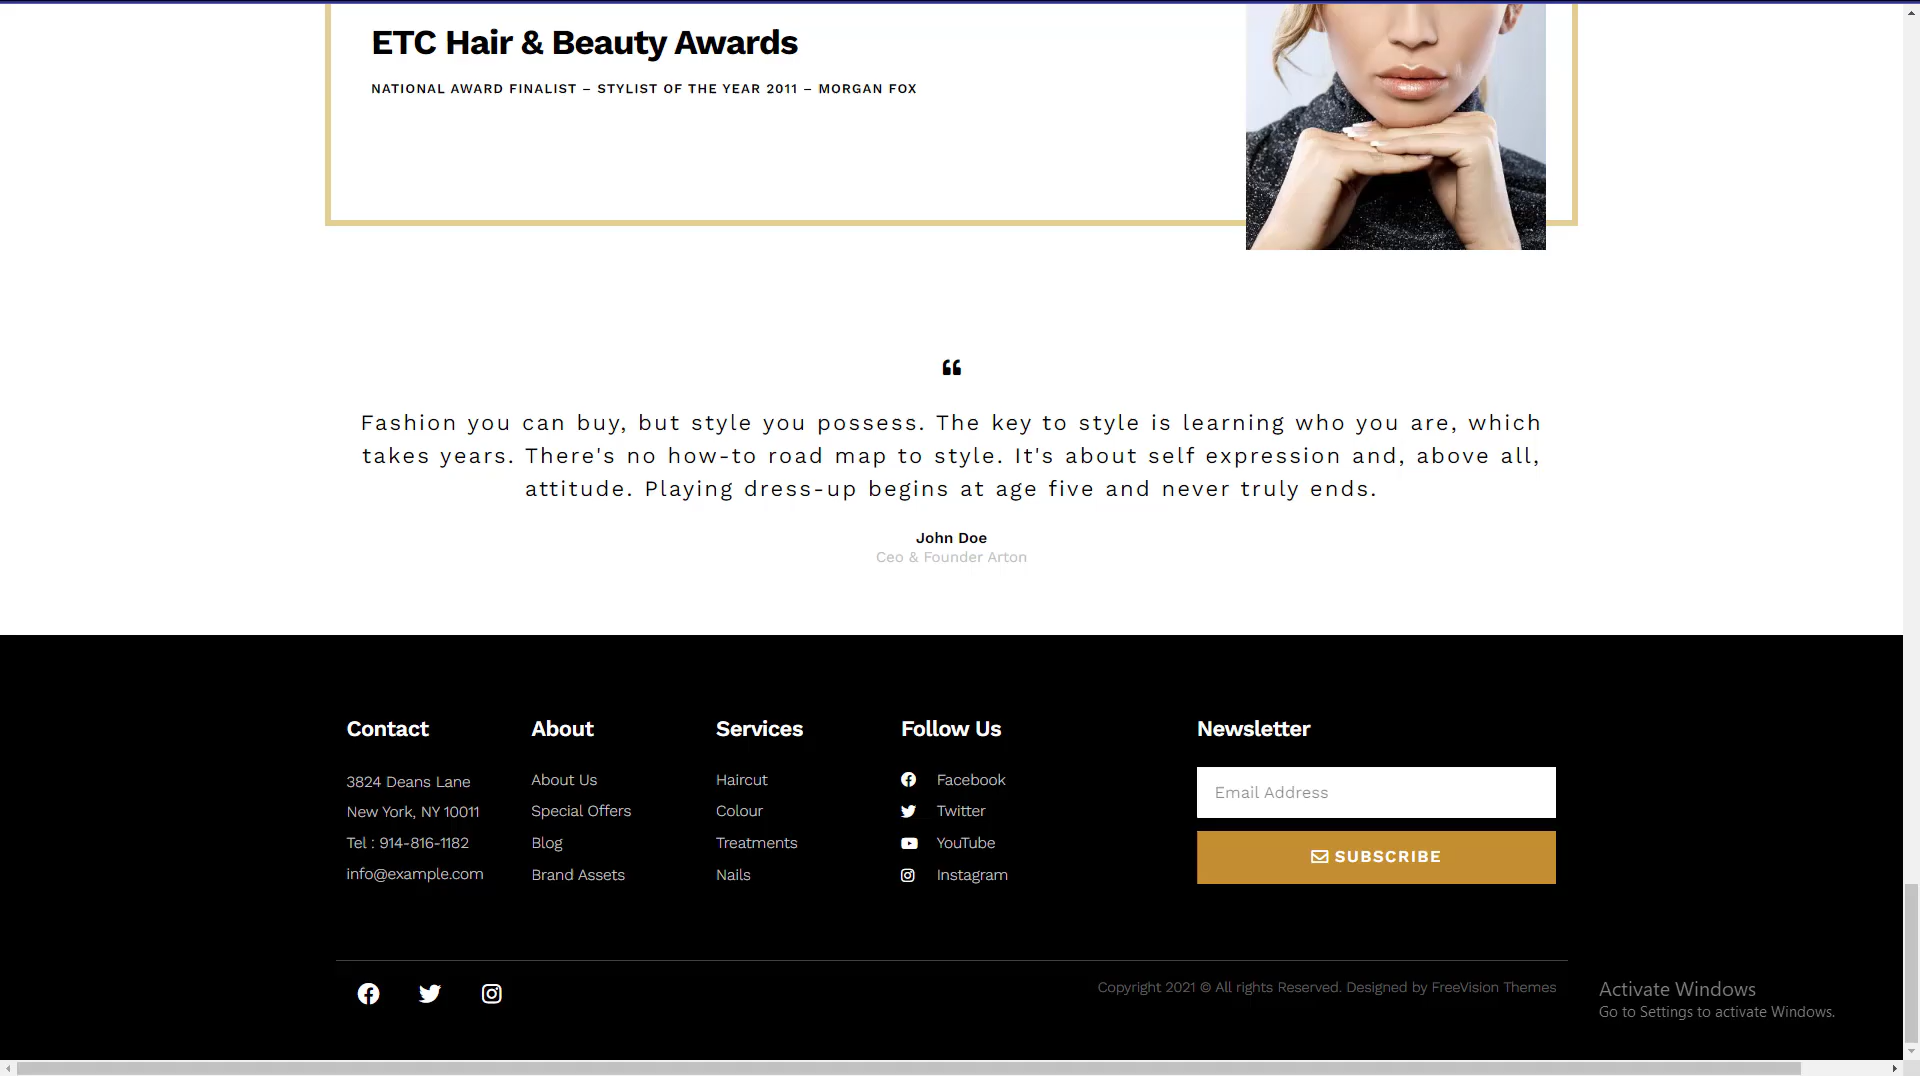 ETC Hair & Beauty Awards
NATIONAL AWARD FINALIST – STYLIST OF THE YEAR 2011 – MORGAN FOX
“
Fashion you can buy, but style you possess. The key to style is learning who you are, which
takes years. There's no how-to road map to style. It's about self expression and, above all,
attitude. Playing dress-up begins at age five and never truly ends.
John Doe
Ceo & Founder Arton
Contact
3824 Deans Lane
New York, NY 10011
Tel : 914-816-1182
info@example.com
About
About Us
Special Offers
Blog
Brand Assets
Services
Haircut
Colour
Treatments
Nails
Follow Us
Facebook
Twitter
YouTube
Instagram
Newsletter
Email Address
SUBSCRIBE
Copyright 2021 © All rights Reserved. Designed by FreeVision Themes
Activate Windows
Go to Settings to activate Windows.